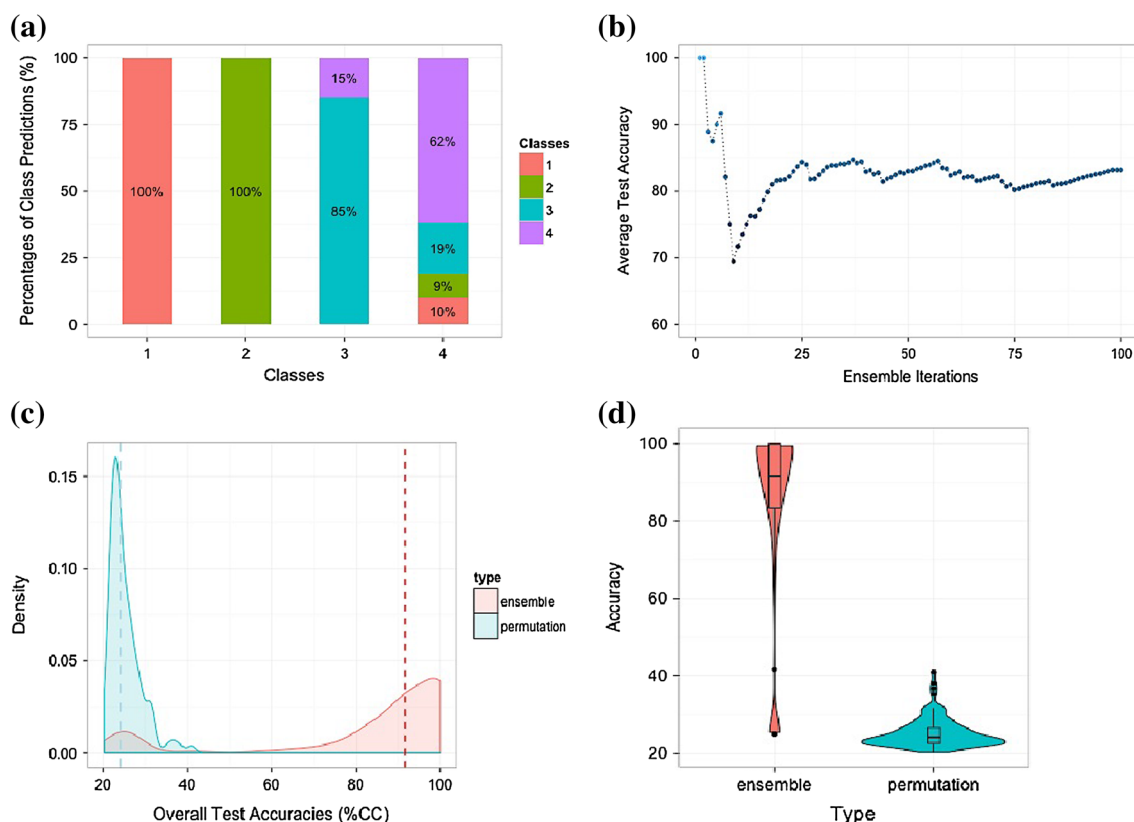 (a)
Percentages of Class Predictions (%)
100
75
50
25
0
100%
100%
15%
85%
62%
19%
9%
10%
1
2
3
4
Classes
Classes
1
2
3
4
(b)
Average Test Accuracy
100
90
80
70
60
0
25
50
75
100
Ensemble Iterations
(c)
Density
0.15
0.10
0.05
0.00
20
40
60
80
100
Overall Test Accuracies (%CC)
type
ensemble
permutation
(d)
Accuracy
100
80
60
40
20
ensemble
permutation
Type